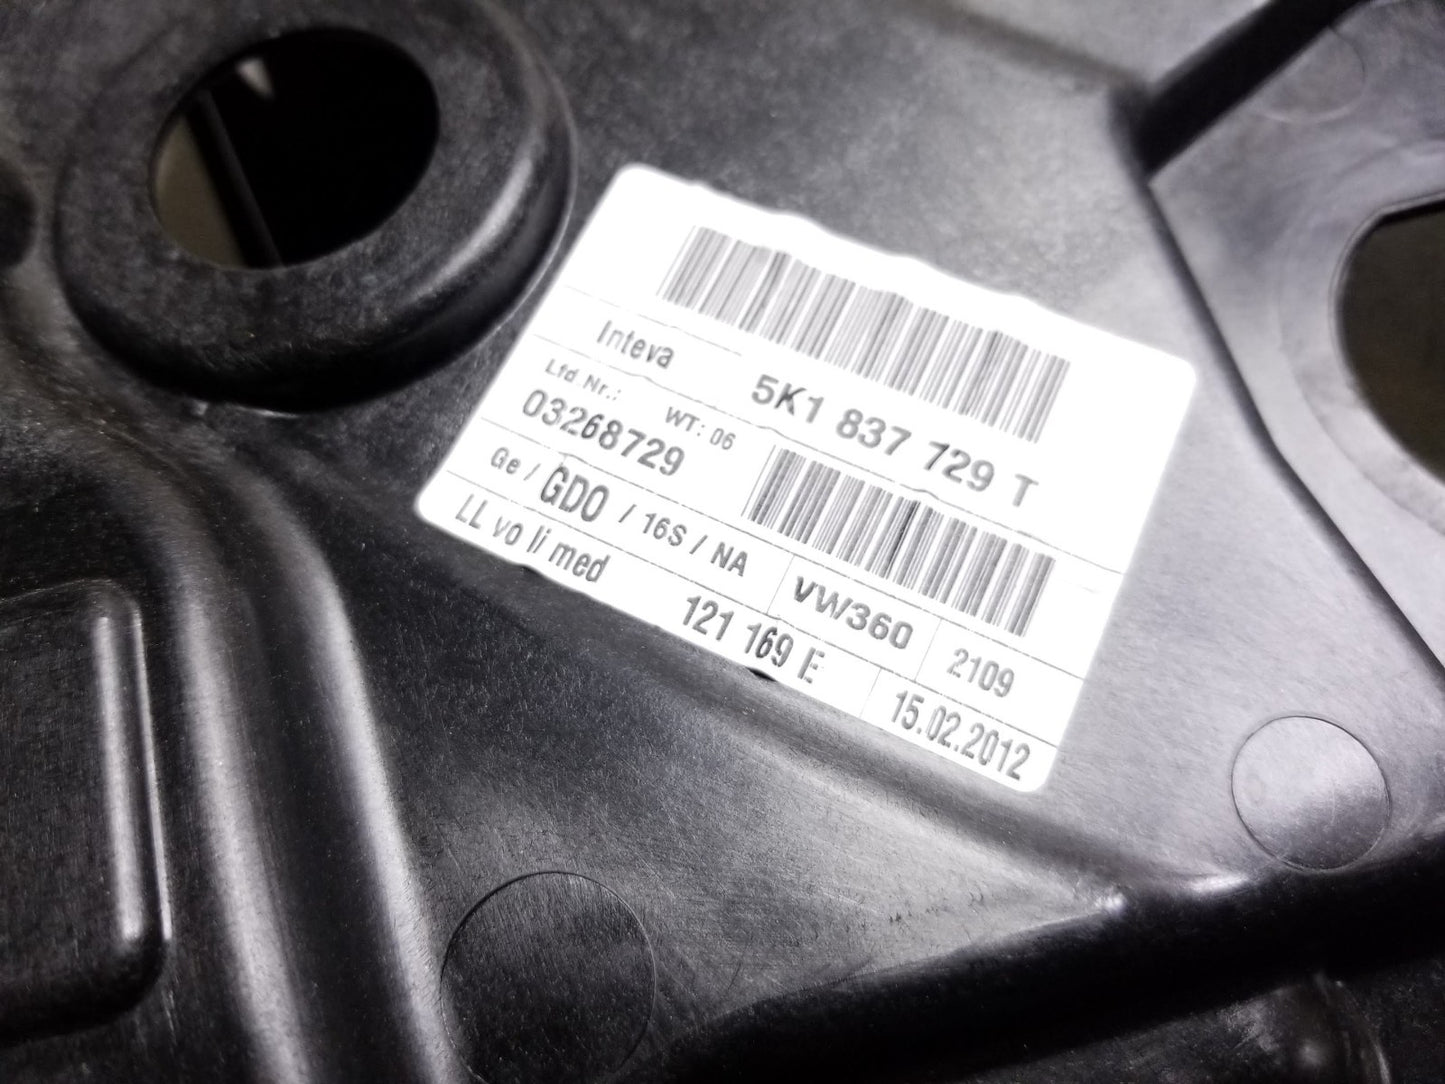 Inteva 5K1 837 729 T
Lfd.Nr.: WT: 06
03268729
Ge / GDO / 16S / NA VW360 2109
LL vo li med 121 169 E 15.02.2012